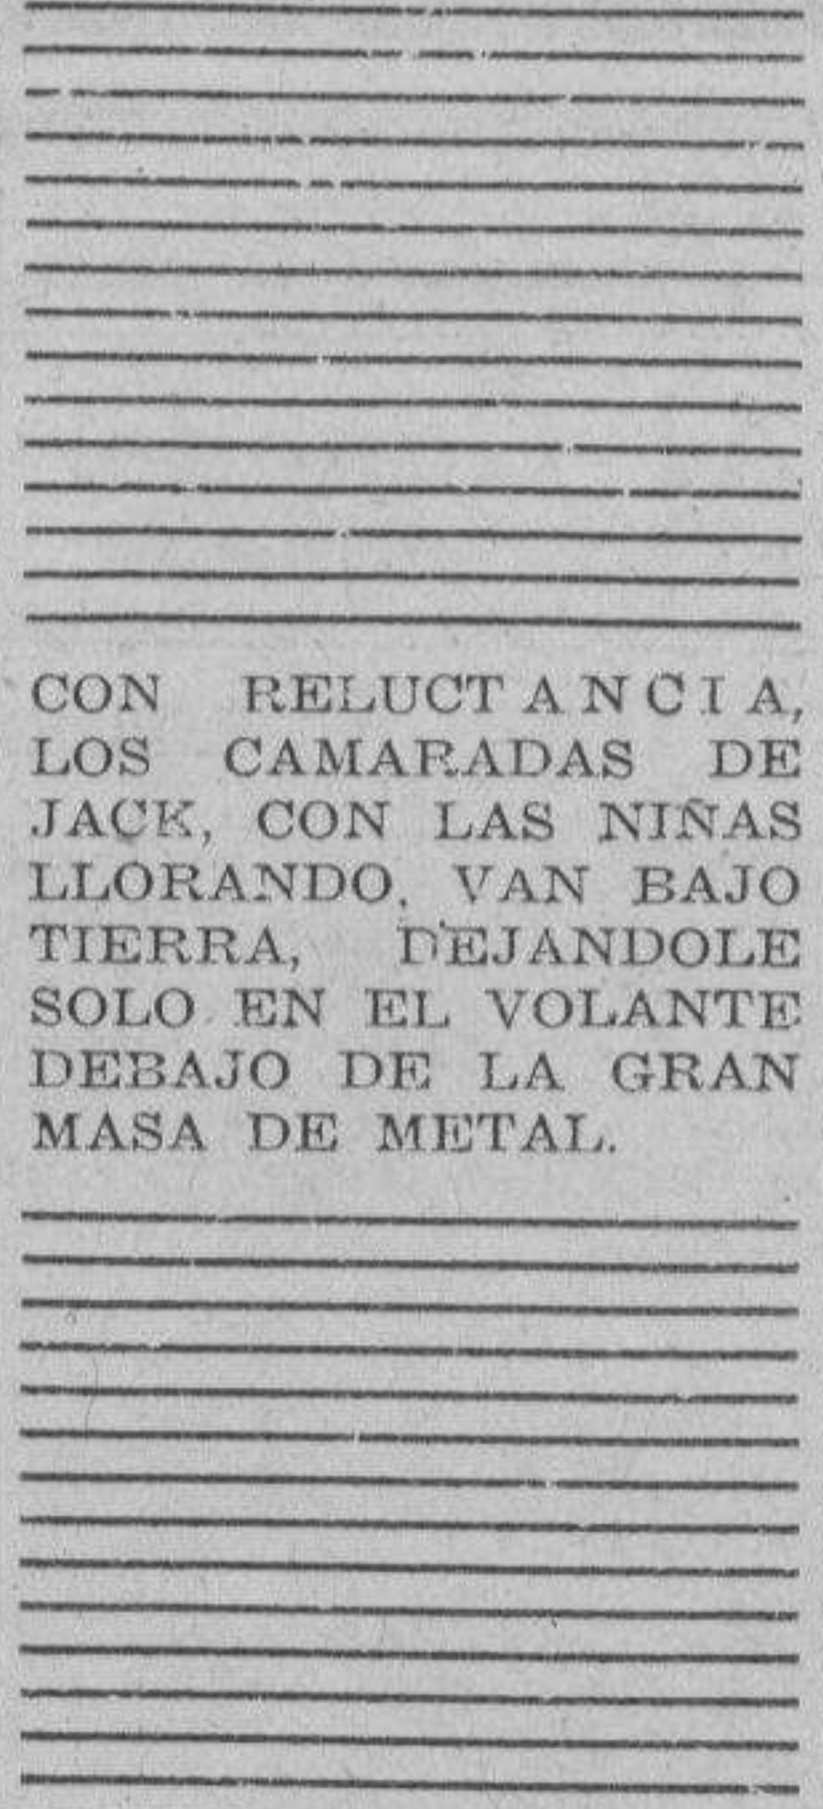 CON RELUCTANCIA,
LOS CAMARADAS DE
JACK, CON LAS NIÑAS
LLORANDO, VAN BAJO
TIERRA, DEJANDOLE
SOLO EN EL VOLANTE
DEBAJO DE LA GRAN
MASA DE METAL.